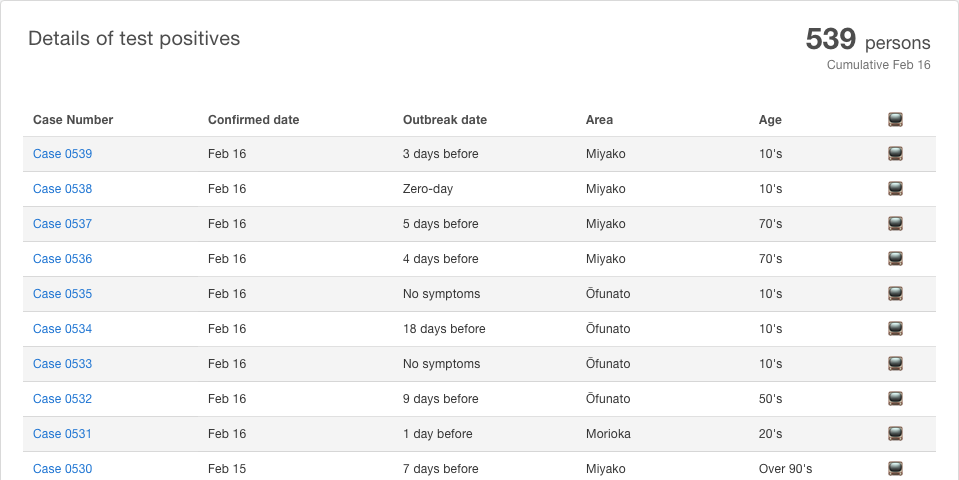 Details of test positives
539 persons
Cumulative Feb 16
Case Number Confirmed date Outbreak date Area Age
Case 0539 Feb 16 3 days before Miyako 10's
Case 0538 Feb 16 Zero-day Miyako 10's
Case 0537 Feb 16 5 days before Miyako 70's
Case 0536 Feb 16 4 days before Miyako 70's
Case 0535 Feb 16 No symptoms Ōfunato 10's
Case 0534 Feb 16 18 days before Ōfunato 10's
Case 0533 Feb 16 No symptoms Ōfunato 10's
Case 0532 Feb 16 9 days before Ōfunato 50's
Case 0531 Feb 16 1 day before Morioka 20's
Case 0530 Feb 15 7 days before Miyako Over 90's